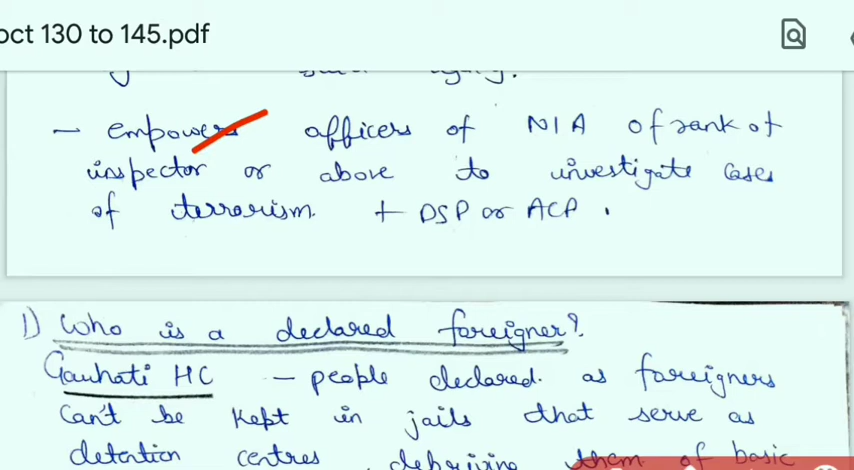 oct 130 to 145.pdf
- empowers officers of NIA of rank of
inspector or above to investigate cases
of terrorism + DSP or ACP.
1) Who is a declared foreigner?
Gauhati HC - people declared as foreigners
can't be kept in jails that serve as
detention centres depriving them of basic